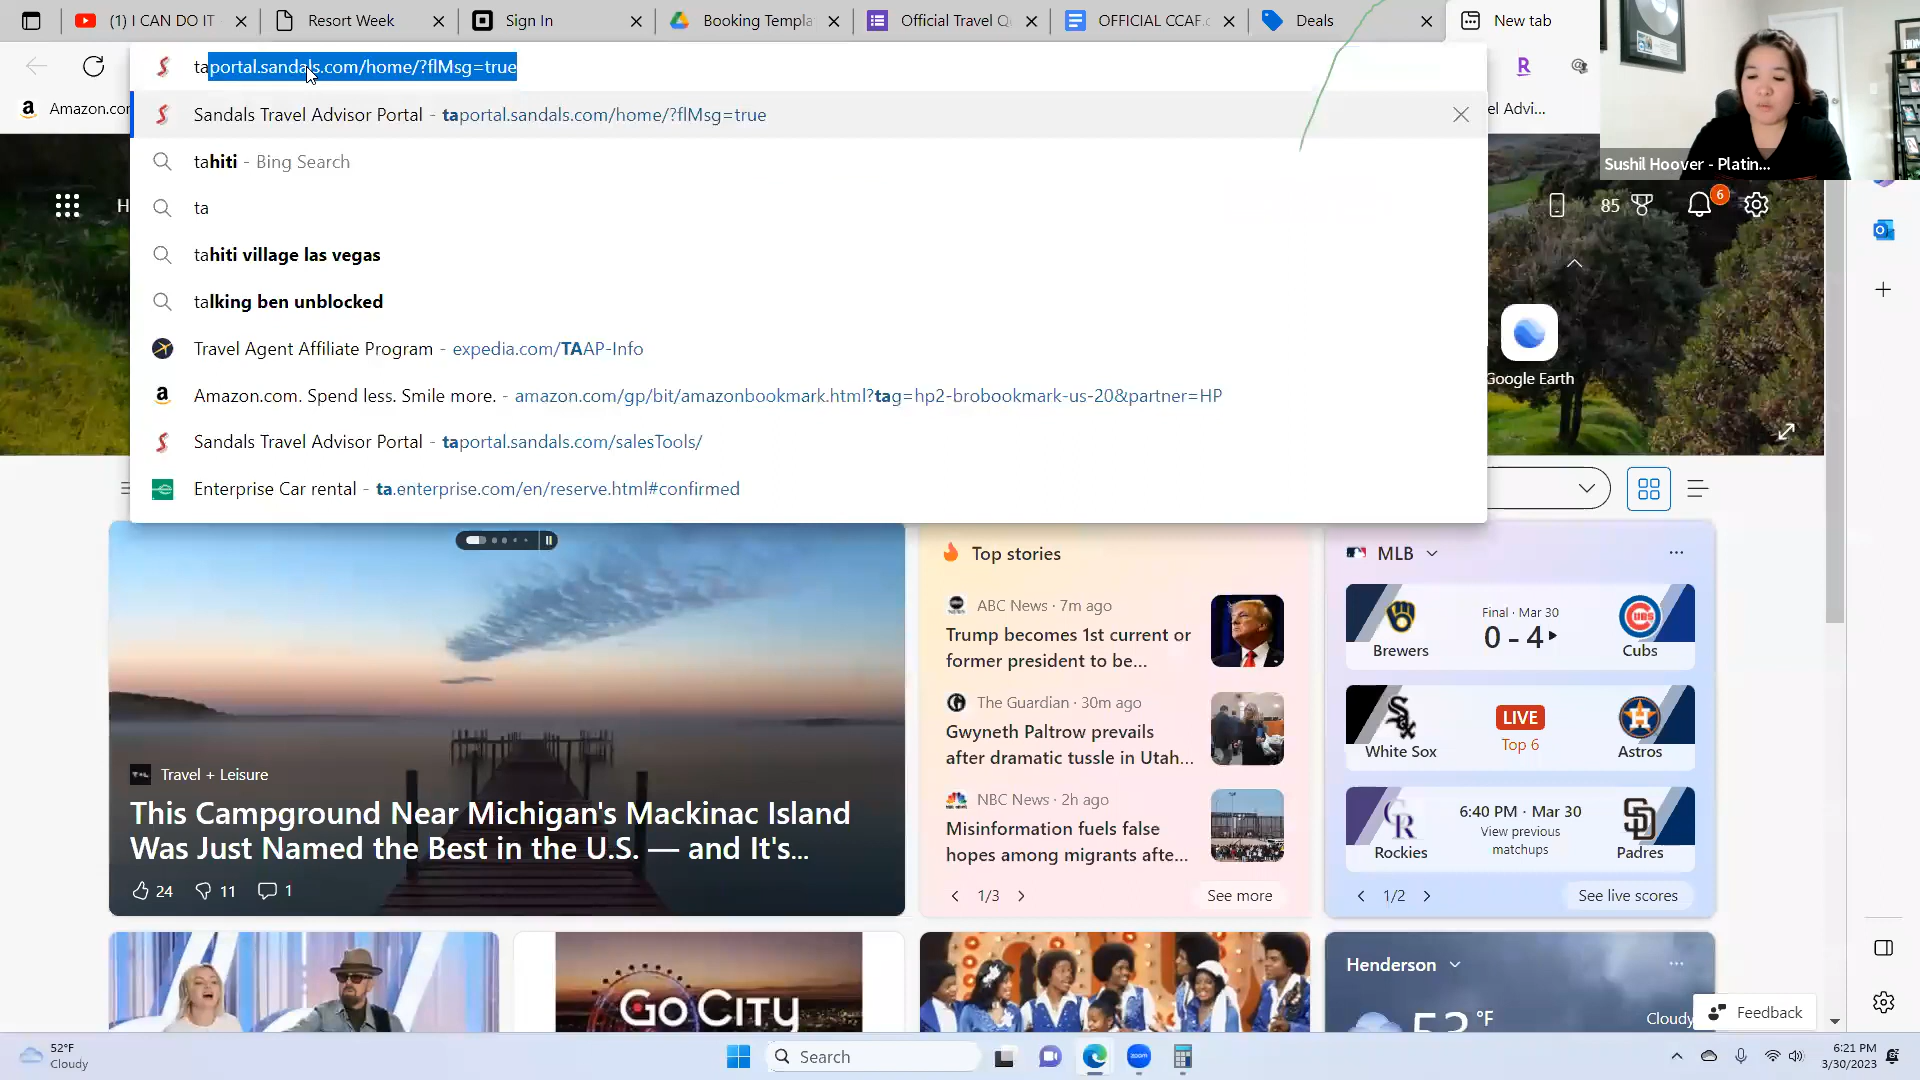 (1) I CAN DO IT
Resort Week
Sign In
Booking Templa
Official Travel Q
OFFICIAL CCAF.
Deals
New tab
taportal.sandals.com/home/?flMsg=true
Amazon.co
el Advi...
Sandals Travel Advisor Portal - taportal.sandals.com/home/?flMsg=true
tahiti - Bing Search
ta
tahiti village las vegas
talking ben unblocked
Travel Agent Affiliate Program - expedia.com/TAAP-Info
Amazon.com. Spend less. Smile more. - amazon.com/gp/bit/amazonbookmark.html?tag=hp2-brobookmark-us-20&partner=HP
Sandals Travel Advisor Portal - taportal.sandals.com/salesTools/
Enterprise Car rental - ta.enterprise.com/en/reserve.html#confirmed
Sushil Hoover - Platin...
H
85
6
Google Earth
Travel + Leisure
This Campground Near Michigan's Mackinac Island
Was Just Named the Best in the U.S. — and It's...
24 11 1
Top stories
ABC News · 7m ago
Trump becomes 1st current or
former president to be...
The Guardian · 30m ago
Gwyneth Paltrow prevails
after dramatic tussle in Utah...
NBC News · 2h ago
Misinformation fuels false
hopes among migrants afte...
1/3
See more
MLB
Final · Mar 30
0 - 4
Brewers
Cubs
LIVE
Top 6
White Sox
Astros
6:40 PM · Mar 30
View previous
matchups
Rockies
Padres
1/2
See live scores
GO CITY
Henderson
53 °F
Cloudy
Feedback
52°F
Cloudy
Search
zoom
6:21 PM
3/30/2023